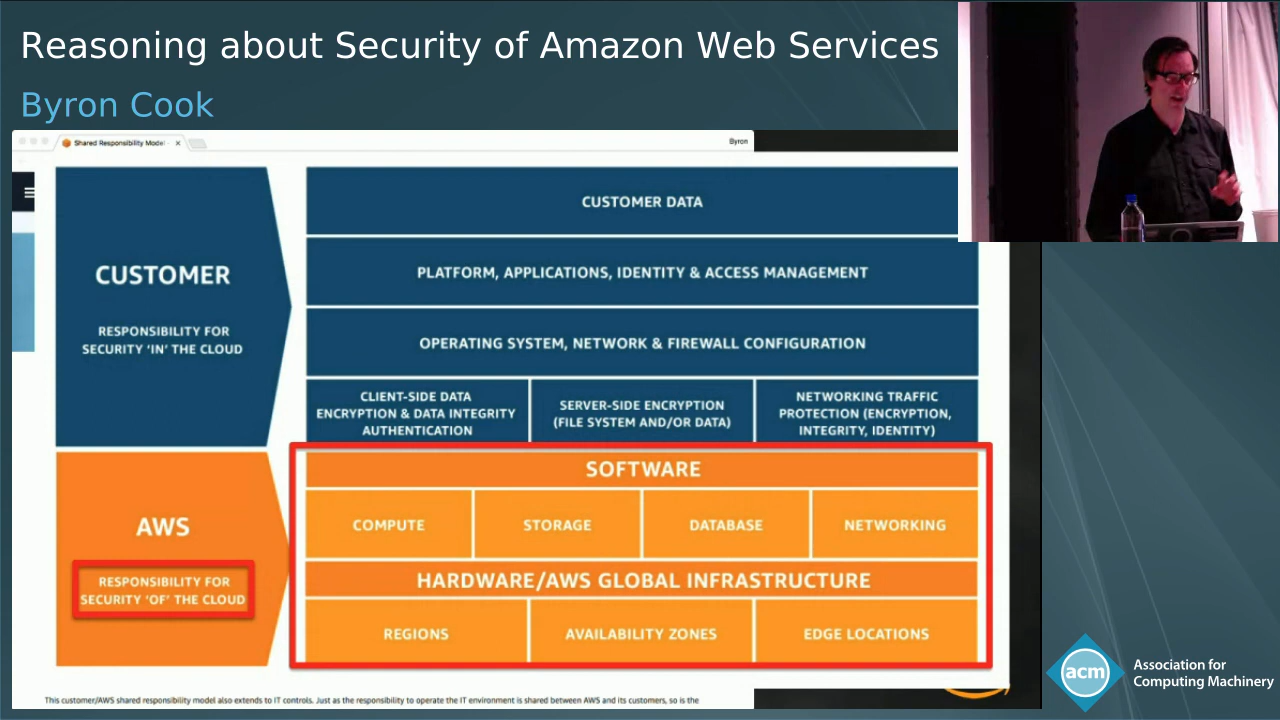 Reasoning about Security of Amazon Web Services
Byron Cook
Shared Responsibility Model
Byron
CUSTOMER
RESPONSIBILITY FOR
SECURITY ‘IN’ THE CLOUD
CUSTOMER DATA
PLATFORM, APPLICATIONS, IDENTITY & ACCESS MANAGEMENT
OPERATING SYSTEM, NETWORK & FIREWALL CONFIGURATION
CLIENT-SIDE DATA
ENCRYPTION & DATA INTEGRITY
AUTHENTICATION
SERVER-SIDE ENCRYPTION
(FILE SYSTEM AND/OR DATA)
NETWORKING TRAFFIC
PROTECTION (ENCRYPTION,
INTEGRITY, IDENTITY)
AWS
RESPONSIBILITY FOR
SECURITY ‘OF’ THE CLOUD
SOFTWARE
COMPUTE
STORAGE
DATABASE
NETWORKING
HARDWARE/AWS GLOBAL INFRASTRUCTURE
REGIONS
AVAILABILITY ZONES
EDGE LOCATIONS
This customer/AWS shared responsibility model also extends to IT controls. Just as the responsibility to operate the IT environment is shared between AWS and its customers, so is the
acm
Association for
Computing Machinery